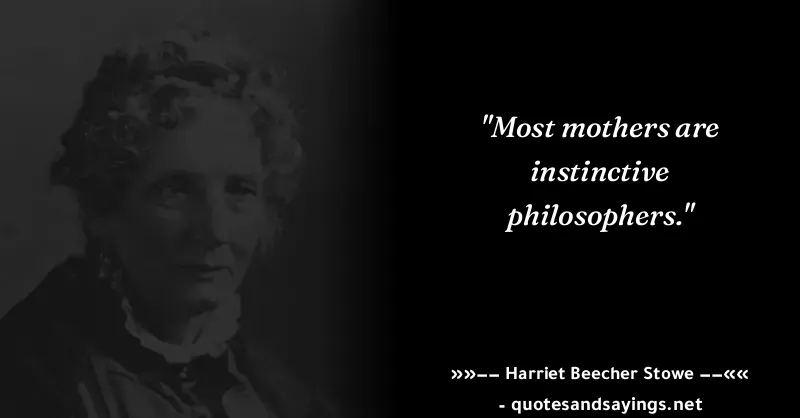 "Most mothers are
instinctive
philosophers."
»»−− Harriet Beecher Stowe −−««
- quotesandsayings.net